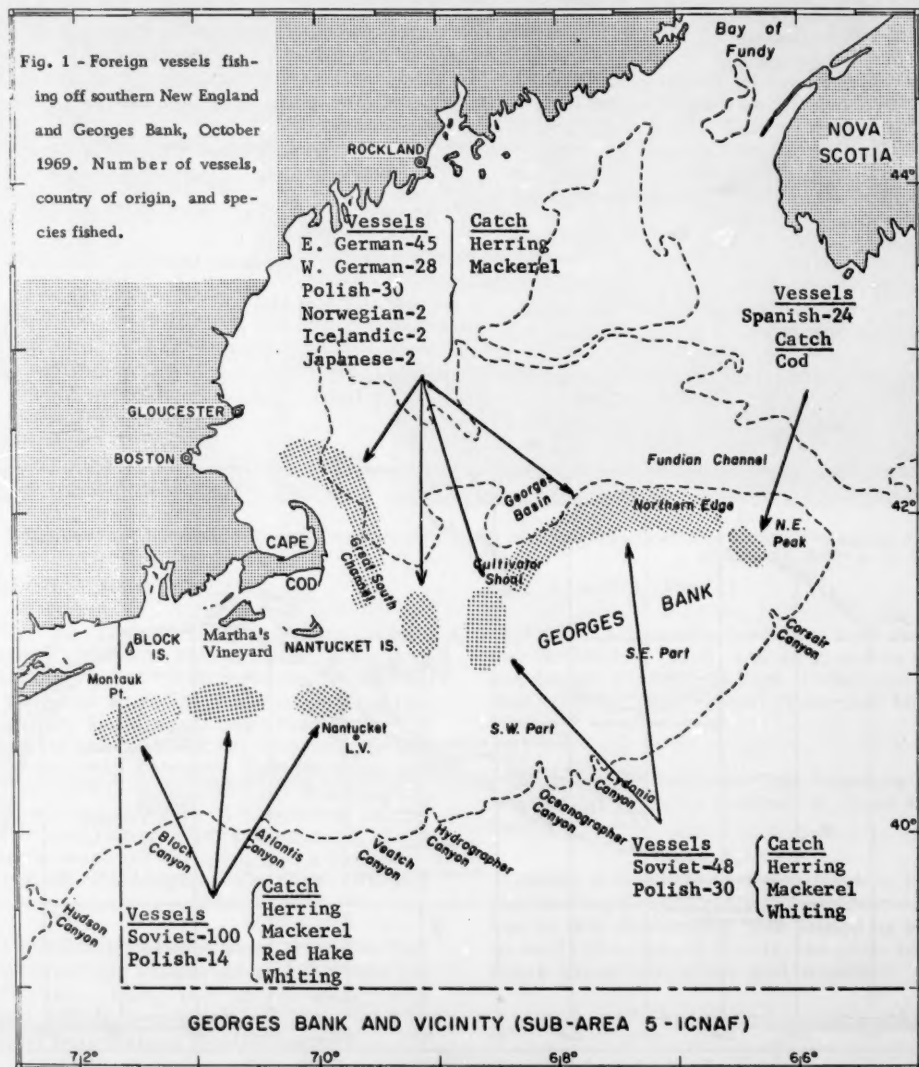 Fig. 1 - Foreign vessels fish-
ing off southern New England
and Georges Bank, October
1969. Number of vessels,
country of origin, and spe-
cies fished.
Bay of
Fundy
NOVA
SCOTIA
ROCKLAND
44°
Vessels
E. German-45
W. German-28
Polish-30
Norwegian-2
Icelandic-2
Japanese-2
Catch
Herring
Mackerel
Vessels
Spanish-24
Catch
Cod
GLOUCESTER
BOSTON
Fundian Channel
Georges
Basin
Northern Edge
42°
N.E.
Peak
CAPE
COD
Great South
Channel
Cultivator
Shoal
GEORGES BANK
Corsair
Canyon
S.E. Part
BLOCK
IS.
Martha's
Vineyard
NANTUCKET IS.
Montauk
Pt.
Nantucket
L.V.
S.W. Part
Lydonia
Canyon
Oceanographer
Canyon
Hydrographer
Canyon
Veatch
Canyon
Atlantis
Canyon
Block
Canyon
Hudson
Canyon
40°
Vessels
Soviet-48
Polish-30
Catch
Herring
Mackerel
Whiting
Vessels
Soviet-100
Polish-14
Catch
Herring
Mackerel
Red Hake
Whiting
GEORGES BANK AND VICINITY (SUB-AREA 5-ICNAF)
72° 70° 68° 66°